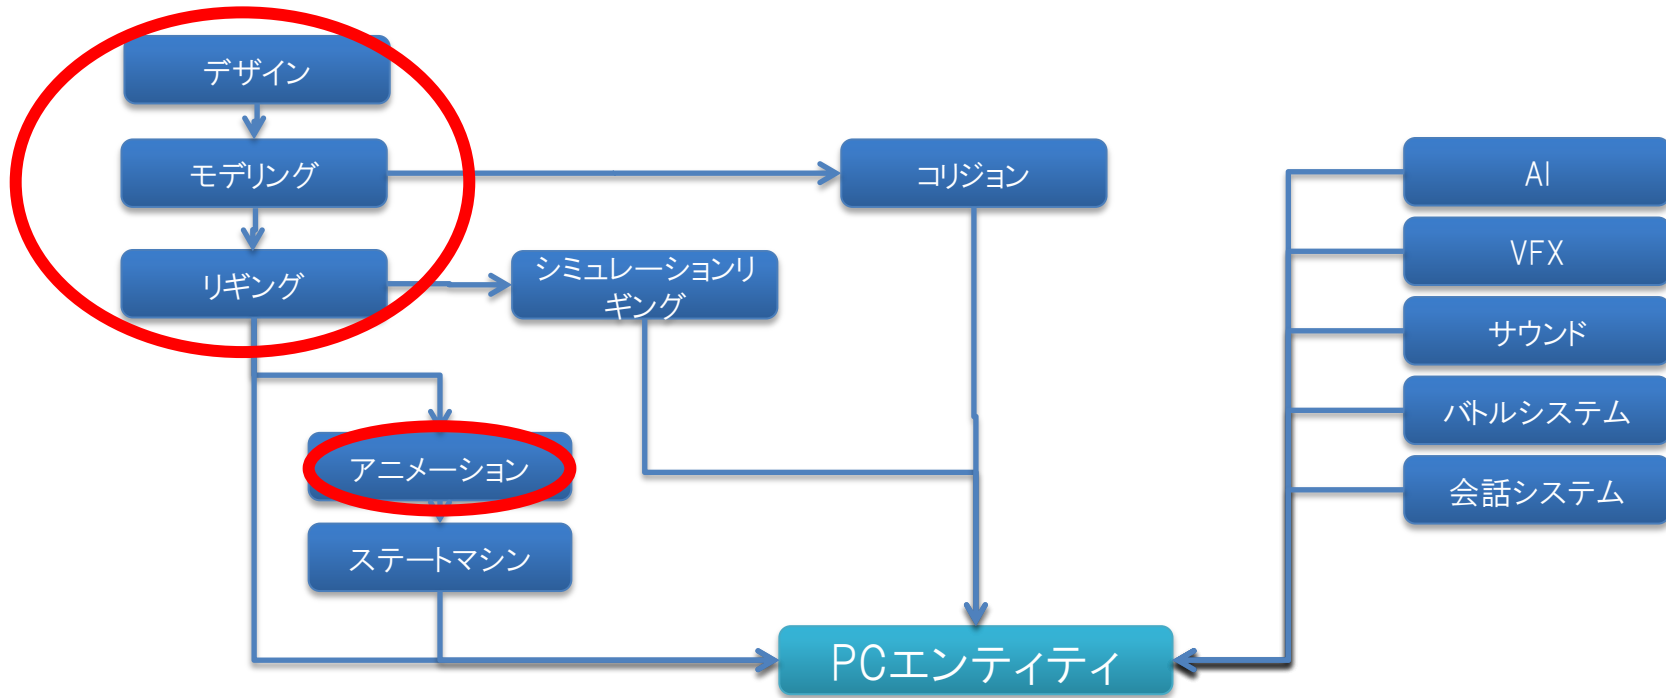 デザイン
モデリング
コリジョン
AI
リギング
シミュレーションリ
ギング
VFX
サウンド
バトルシステム
アニメーション
会話システム
ステートマシン
PCエンティティ